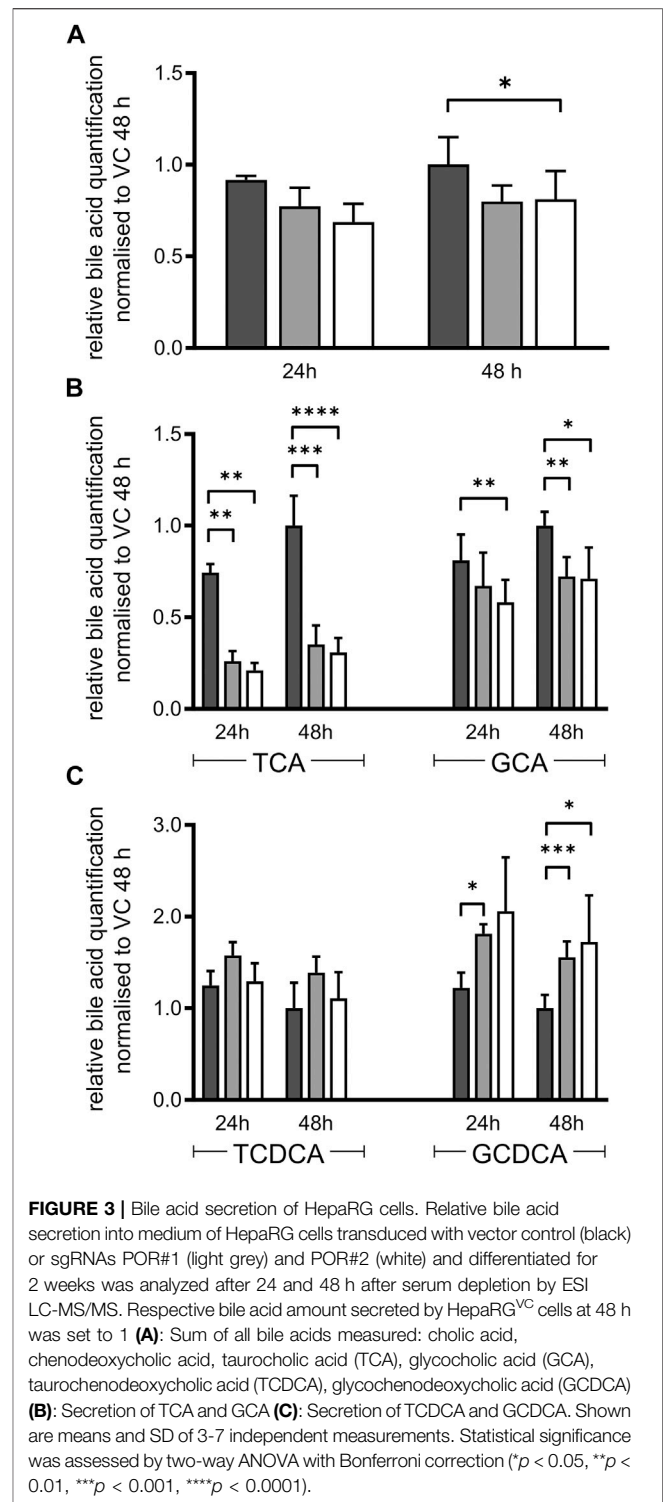 A
relative bile acid quantification
normalised to VC 48 h
1.5
1.0
0.5
0.0
*
24h
48 h
B
relative bile acid quantification
normalised to VC 48 h
1.5
1.0
0.5
0.0
**
**
****
***
**
*
**
24h
48h
24h
48h
TCA
GCA
C
relative bile acid quantification
normalised to VC 48 h
3.0
2.0
1.0
0.0
*
*
***
24h
48h
24h
48h
TCDCA
GCDCA
FIGURE 3 | Bile acid secretion of HepaRG cells. Relative bile acid
secretion into medium of HepaRG cells transduced with vector control (black)
or sgRNAs POR#1 (light grey) and POR#2 (white) and differentiated for
2 weeks was analyzed after 24 and 48 h after serum depletion by ESI
LC-MS/MS. Respective bile acid amount secreted by HepaRGVC cells at 48 h
was set to 1 (A): Sum of all bile acids measured: cholic acid,
chenodeoxycholic acid, taurocholic acid (TCA), glycocholic acid (GCA),
taurochenodeoxycholic acid (TCDCA), glycochenodeoxycholic acid (GCDCA)
(B): Secretion of TCA and GCA (C): Secretion of TCDCA and GCDCA. Shown
are means and SD of 3-7 independent measurements. Statistical significance
was assessed by two-way ANOVA with Bonferroni correction (*p < 0.05, **p <
0.01, ***p < 0.001, ****p < 0.0001).